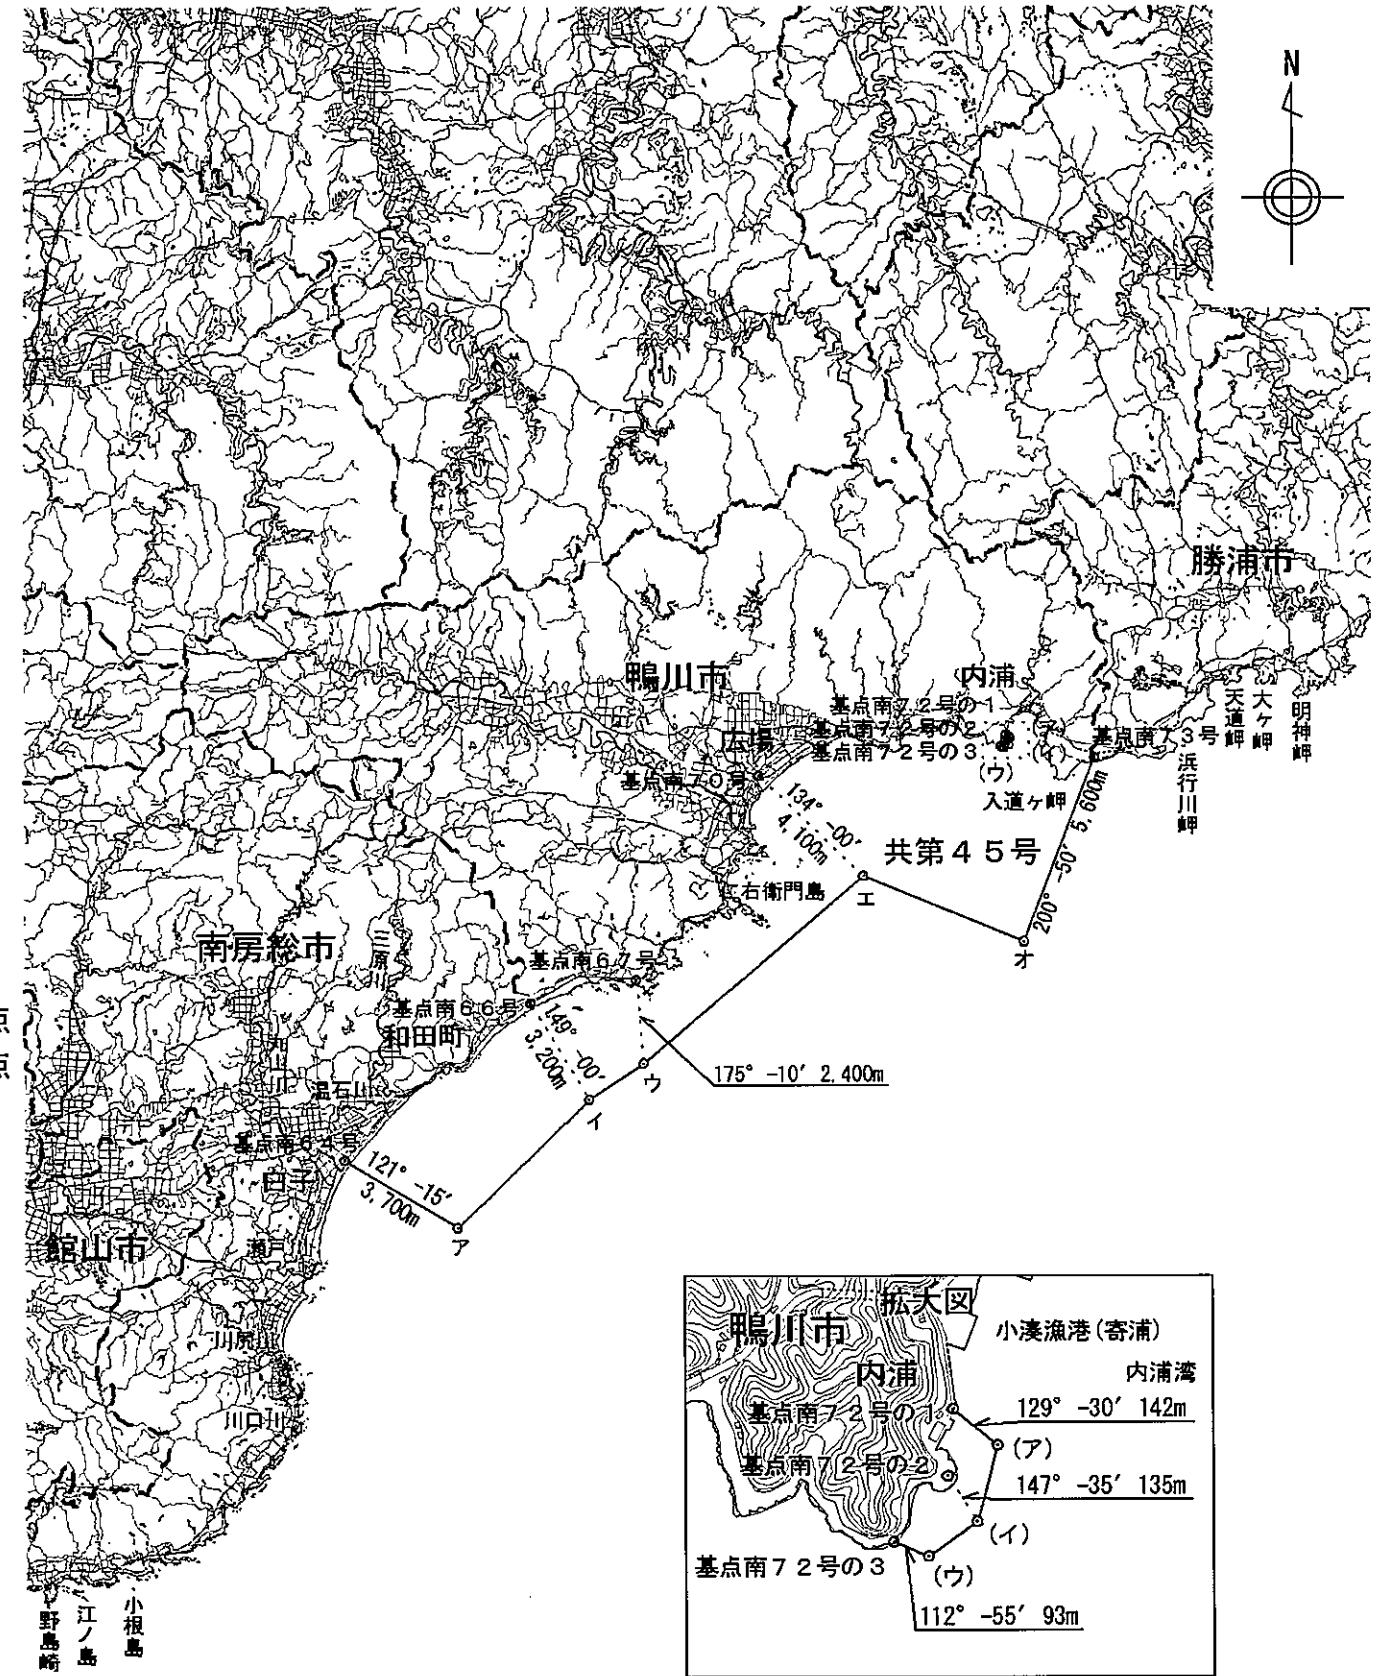 N
勝浦市
鴨川市
内浦
基点南７２号の１
基点南７２号の２
(ア)
基点南７３号
広場
基点南７２号の３
(イ)
(ウ)
天道岬
大ヶ岬
明神岬
浜行川岬
入道ヶ岬
基点南７０号
134° -00′
4,100m
共第４５号
200° -50′ 5,600m
エ
オ
右衛門島
南房総市
三原川
基点南６７号
基点南６６号
和田町
149° -00′
3,200m
175° -10′ 2,400m
ウ
イ
点
点
丸山川
温石川
基点南６４号
白子
121° -15′
3,700m
ア
館山市
瀬戸川
川尻川
川口川
野島崎
江ノ島
小根島
拡大図
鴨川市
小湊漁港(寄浦)
内浦
内浦湾
基点南７２号の１
129° -30′ 142m
(ア)
基点南７２号の２
147° -35′ 135m
(イ)
基点南７２号の３
(ウ)
112° -55′ 93m